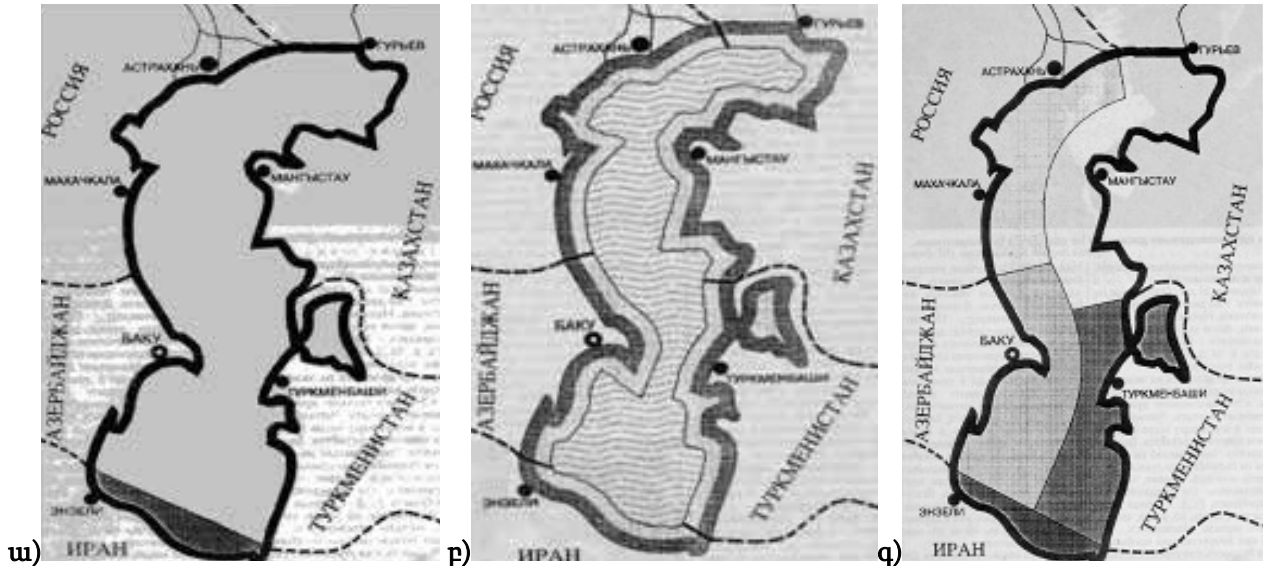 ГУРЬЕВ
АСТРАХАНЬ
РОССИЯ
МАХАЧКАЛА
МАНГЫСТАУ
КАЗАХСТАН
АЗЕРБАЙДЖАН
БАКУ
ТУРКМЕНБАШИ
ТУРКМЕНИСТАН
ЭНЗЕЛИ
ա)
ИРАН
ГУРЬЕВ
АСТРАХАНЬ
РОССИЯ
МАХАЧКАЛА
МАНГЫСТАУ
КАЗАХСТАН
АЗЕРБАЙДЖАН
БАКУ
ТУРКМЕНБАШИ
ТУРКМЕНИСТАН
ЭНЗЕЛИ
բ)
ИРАН
ГУРЬЕВ
АСТРАХАНЬ
РОССИЯ
МАХАЧКАЛА
МАНГЫСТАУ
КАЗАХСТАН
АЗЕРБАЙДЖАН
БАКУ
ТУРКМЕНБАШИ
ТУРКМЕНИСТАН
ЭНЗЕЛИ
գ)
ИРАН